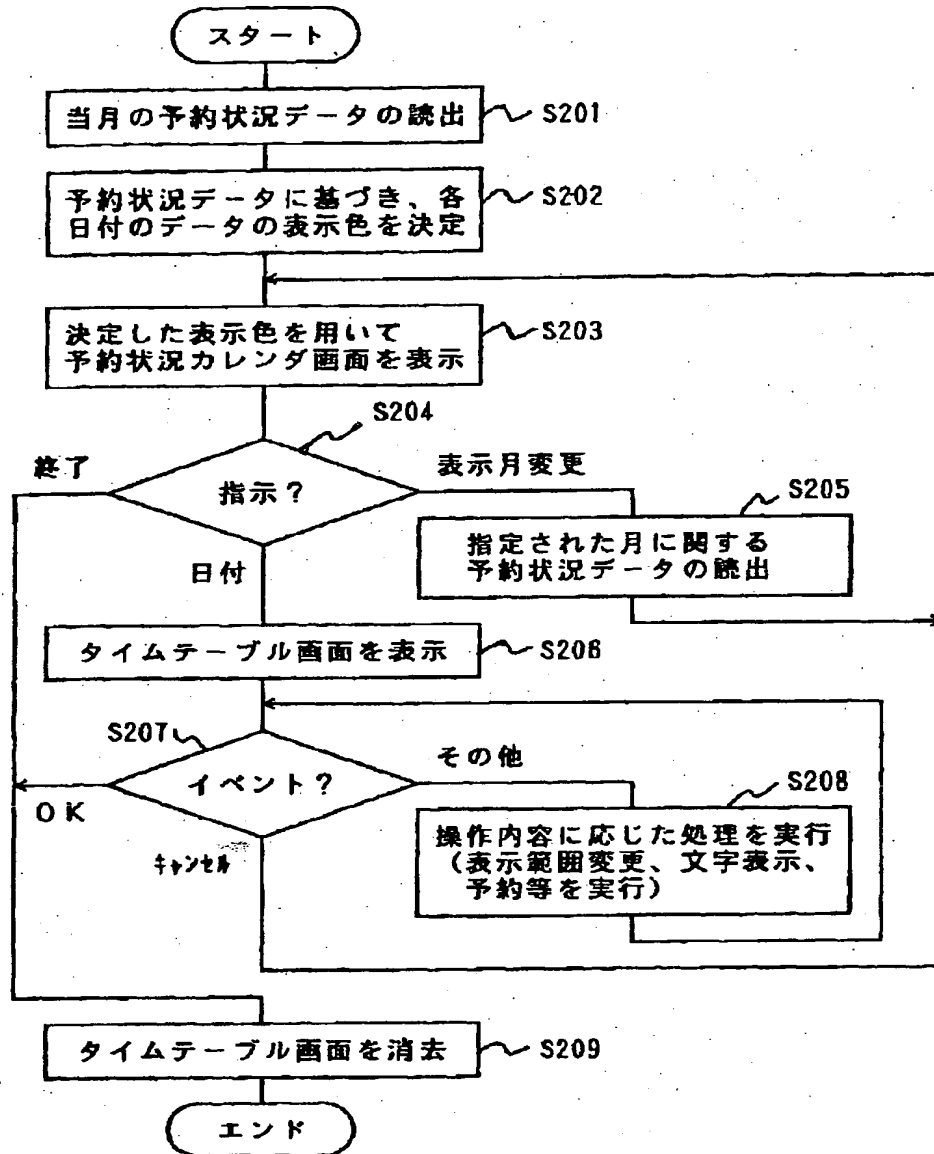 スタート
当月の予約状況データの読出
S201
予約状況データに基づき、各
日付のデータの表示色を決定
S202
決定した表示色を用いて
予約状況カレンダ画面を表示
S203
S204
終了
指示？
表示月変更
S205
指定された月に関する
予約状況データの読出
日付
タイムテーブル画面を表示
S206
S207
イベント？
その他
OK
S208
操作内容に応じた処理を実行
（表示範囲変更、文字表示、
予約等を実行）
キャンセル
タイムテーブル画面を消去
S209
エンド